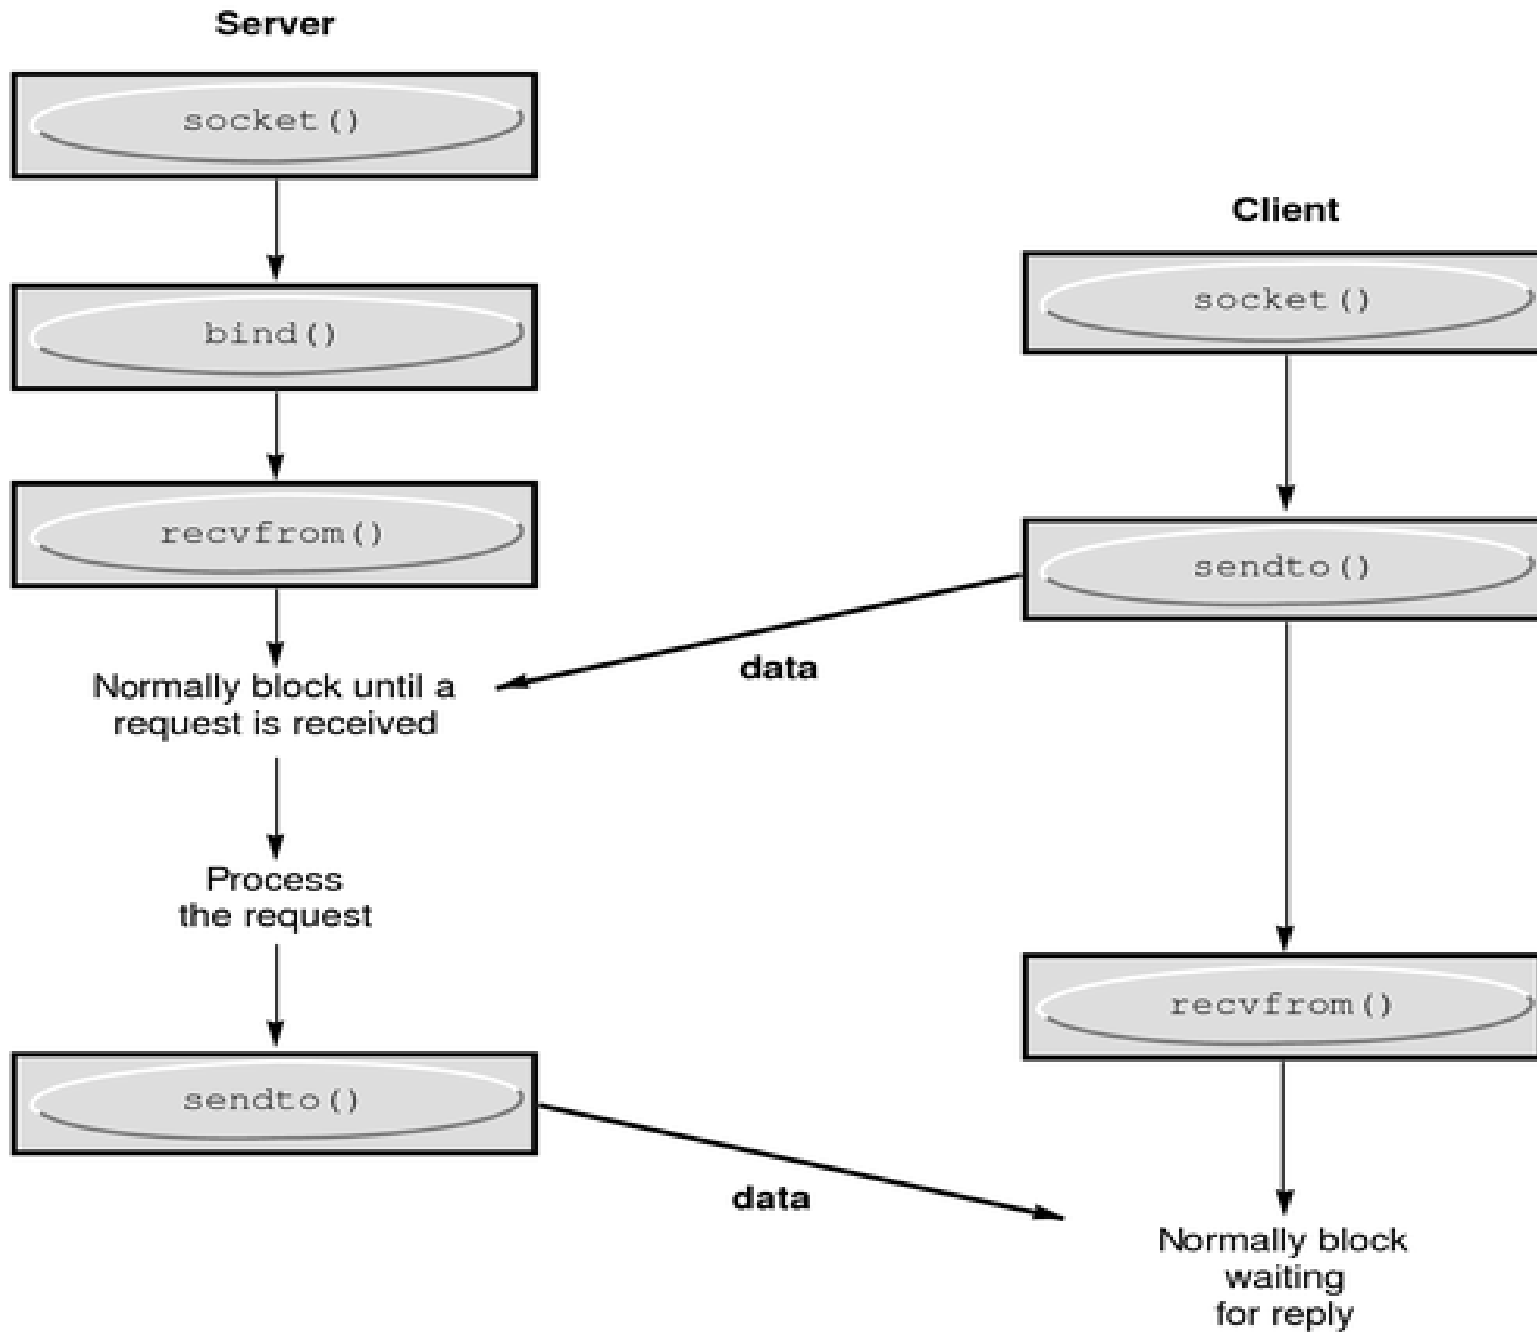 Server
socket()
bind()
recvfrom()
Normally block until a
request is received
Process
the request
sendto()
data
data
Client
socket()
sendto()
recvfrom()
Normally block
waiting
for reply